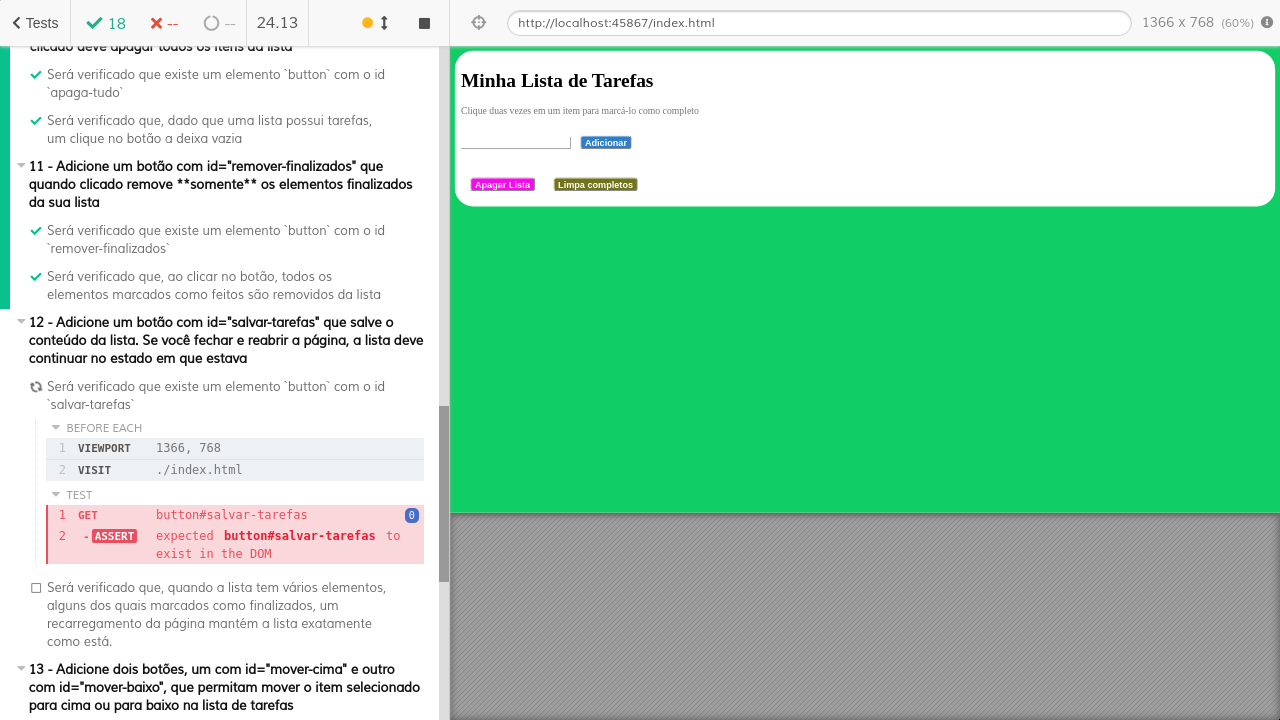 Tests
18
--
--
24.13
http://localhost:45867/index.html
1366 x 768 (60%)
clicado deve apagar todos os itens da lista
Será verificado que existe um elemento `button` com o id
`apaga-tudo`
Será verificado que, dado que uma lista possui tarefas,
um clique no botão a deixa vazia
11 - Adicione um botão com id="remover-finalizados" que
quando clicado remove **somente** os elementos finalizados
da sua lista
Será verificado que existe um elemento `button` com o id
`remover-finalizados`
Será verificado que, ao clicar no botão, todos os
elementos marcados como feitos são removidos da lista
12 - Adicione um botão com id="salvar-tarefas" que salve o
conteúdo da lista. Se você fechar e reabrir a página, a lista deve
continuar no estado em que estava
Será verificado que existe um elemento `button` com o id
`salvar-tarefas`
BEFORE EACH
1 VIEWPORT 1366, 768
2 VISIT ./index.html
TEST
1 GET button#salvar-tarefas 0
2 -ASSERT expected button#salvar-tarefas to
exist in the DOM
Será verificado que, quando a lista tem vários elementos,
alguns dos quais marcados como finalizados, um
recarregamento da página mantém a lista exatamente
como está.
13 - Adicione dois botões, um com id="mover-cima" e outro
com id="mover-baixo", que permitam mover o item selecionado
para cima ou para baixo na lista de tarefas
Minha Lista de Tarefas
Clique duas vezes em um item para marcá-lo como completo
Adicionar
Apagar Lista
Limpa completos